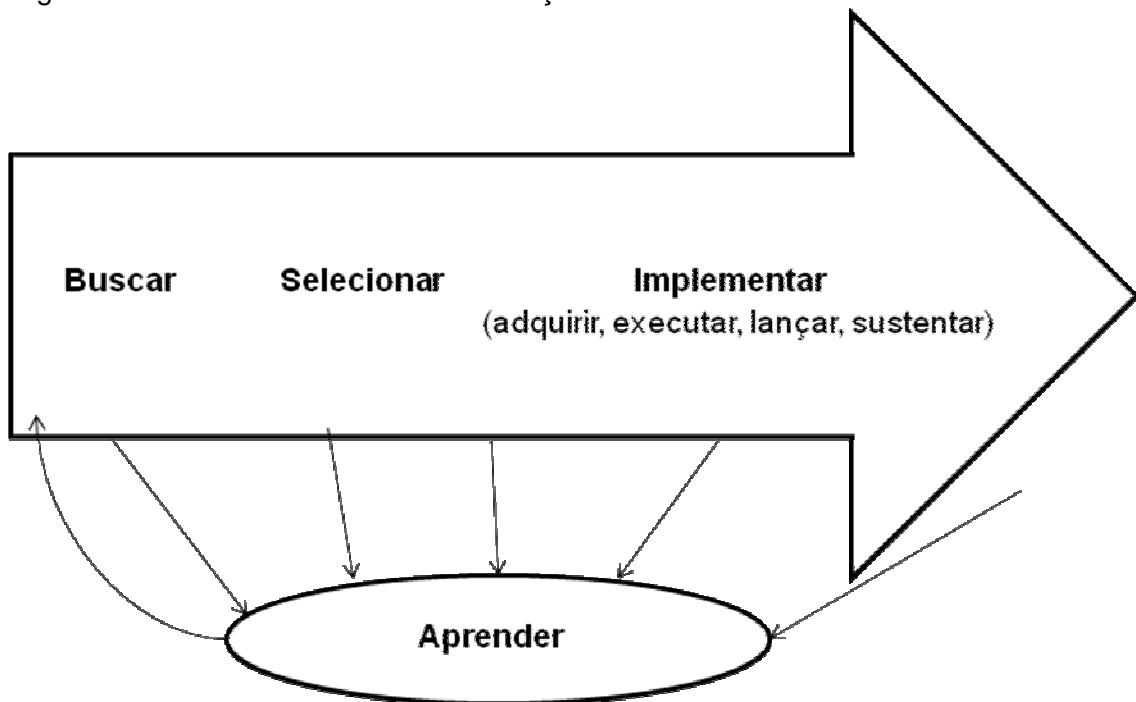 Buscar
Selecionar
Implementar
(adquirir, executar, lançar, sustentar)
Aprender